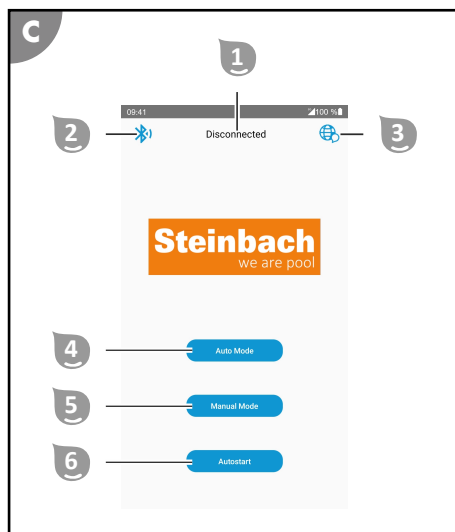 C
1
09:41 100 %
2 Disconnected 3
Steinbach
we are pool
4 Auto Mode
5 Manual Mode
6 Autostart